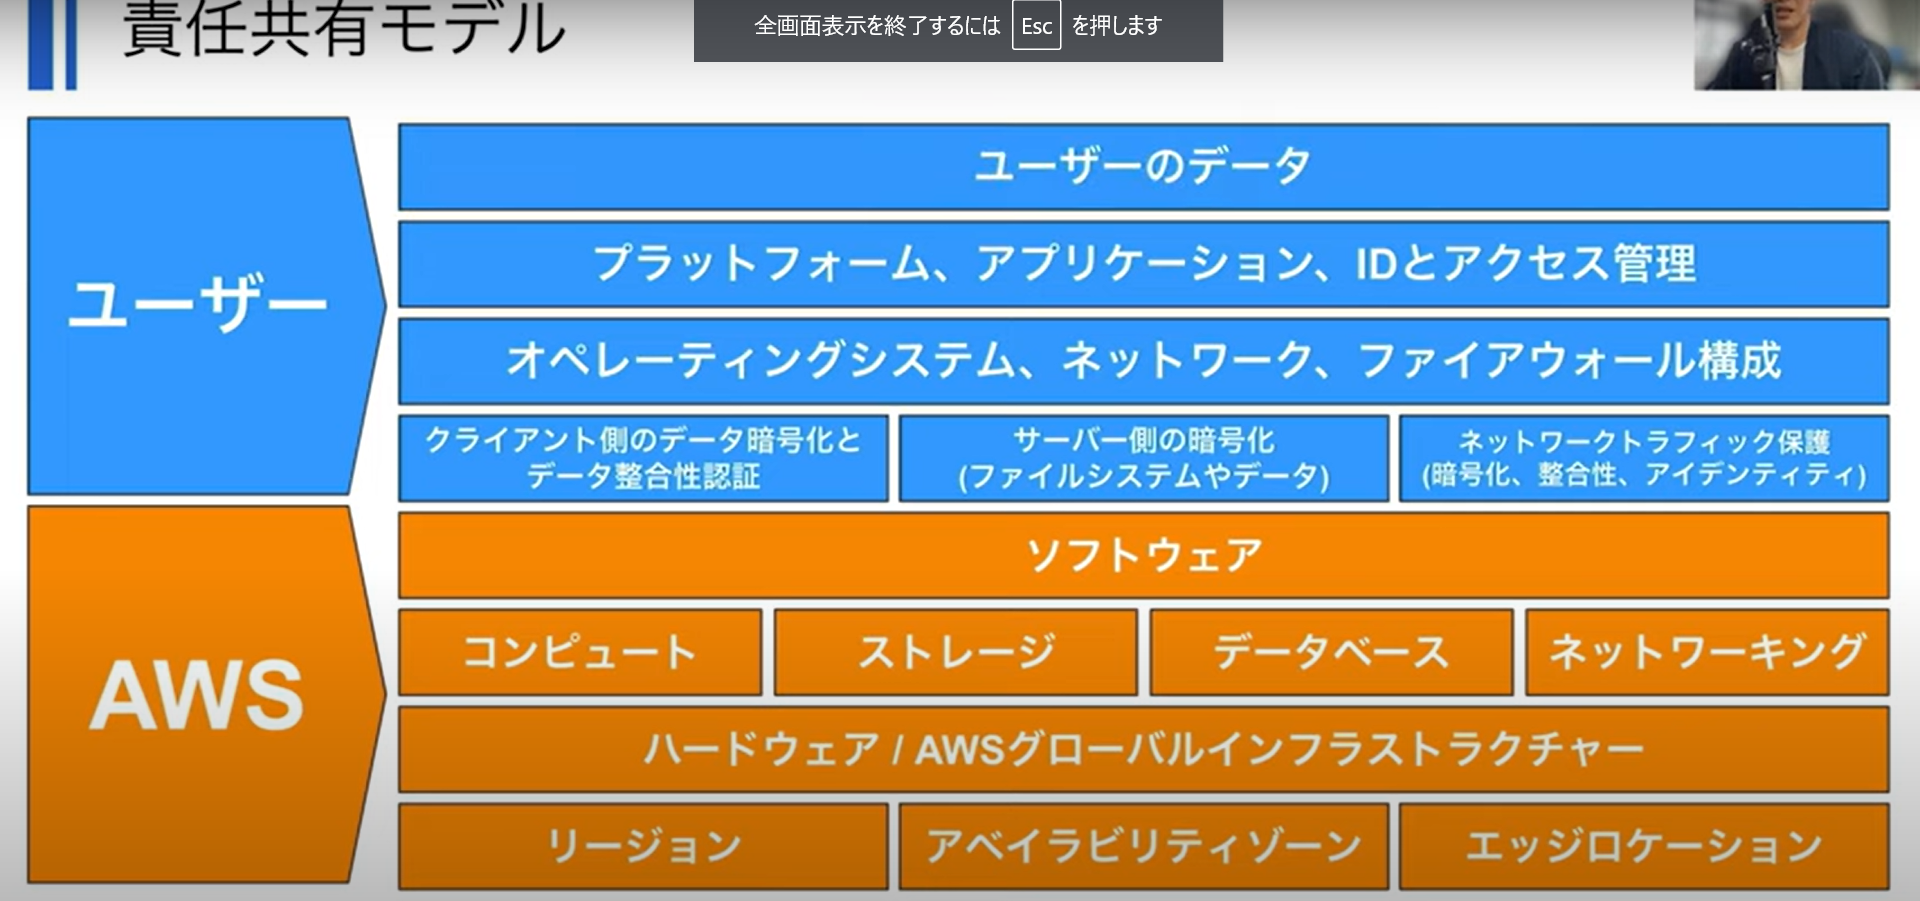 責任共有モデル
全画面表示を終了するには Esc を押します
ユーザー
ユーザーのデータ
プラットフォーム、アプリケーション、IDとアクセス管理
オペレーティングシステム、ネットワーク、ファイアウォール構成
クライアント側のデータ暗号化と
データ整合性認証
サーバー側の暗号化
(ファイルシステムやデータ)
ネットワークトラフィック保護
(暗号化、整合性、アイデンティティ)
AWS
ソフトウェア
コンピュート
ストレージ
データベース
ネットワーキング
ハードウェア / AWSグローバルインフラストラクチャー
リージョン
アベイラビリティゾーン
エッジロケーション